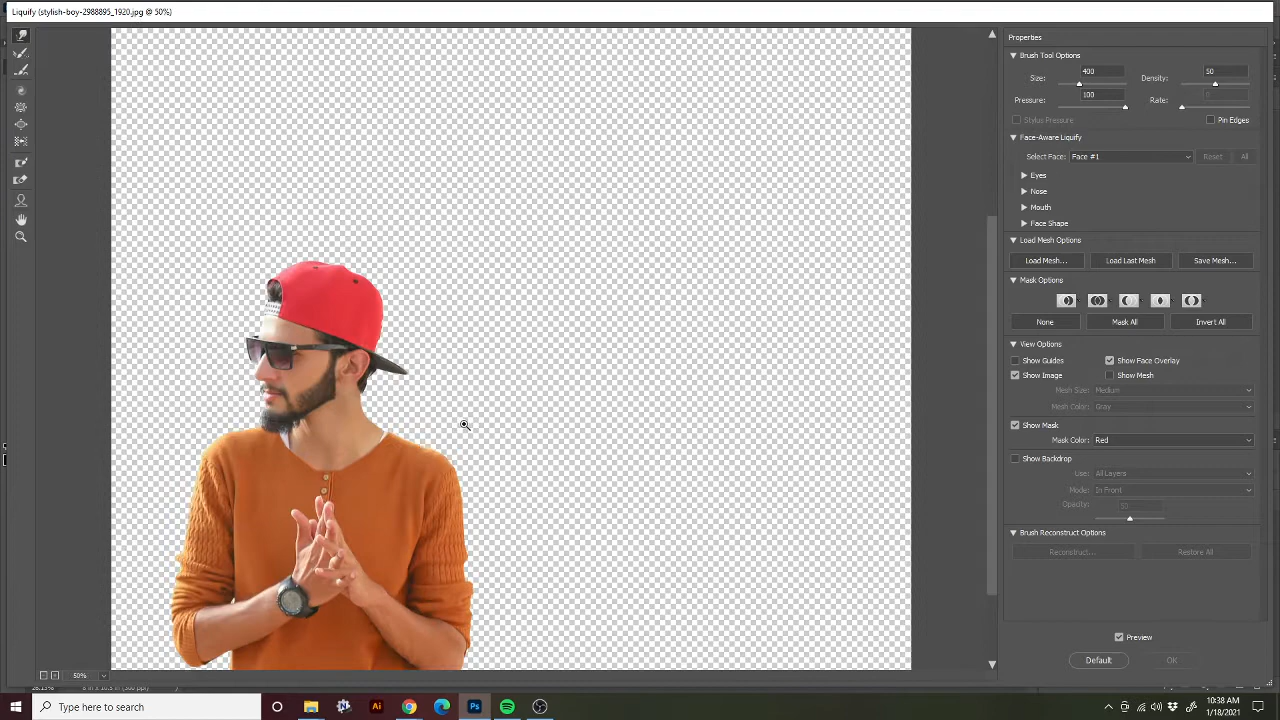 Liquify (stylish-boy-2988895_1920.jpg @ 50%)
Properties
Brush Tool Options
Size: 400 Density: 50
Pressure: 100 Rate: 0
Stylus Pressure Pin Edges
Face-Aware Liquify
Select Face: Face #1 Reset All
Eyes
Nose
Mouth
Face Shape
Load Mesh Options
Load Mesh... Load Last Mesh Save Mesh...
Mask Options
None Mask All Invert All
View Options
Show Guides Show Face Overlay
Show Image Show Mesh
Mesh Size: Medium
Mesh Color: Gray
Show Mask
Mask Color: Red
Show Backdrop
Use: All Layers
Mode: In Front
Opacity: 50
Brush Reconstruct Options
Reconstruct... Restore All
Preview
Default OK
50%
Type here to search
Ai
Ps
10:38 AM
1/18/2021